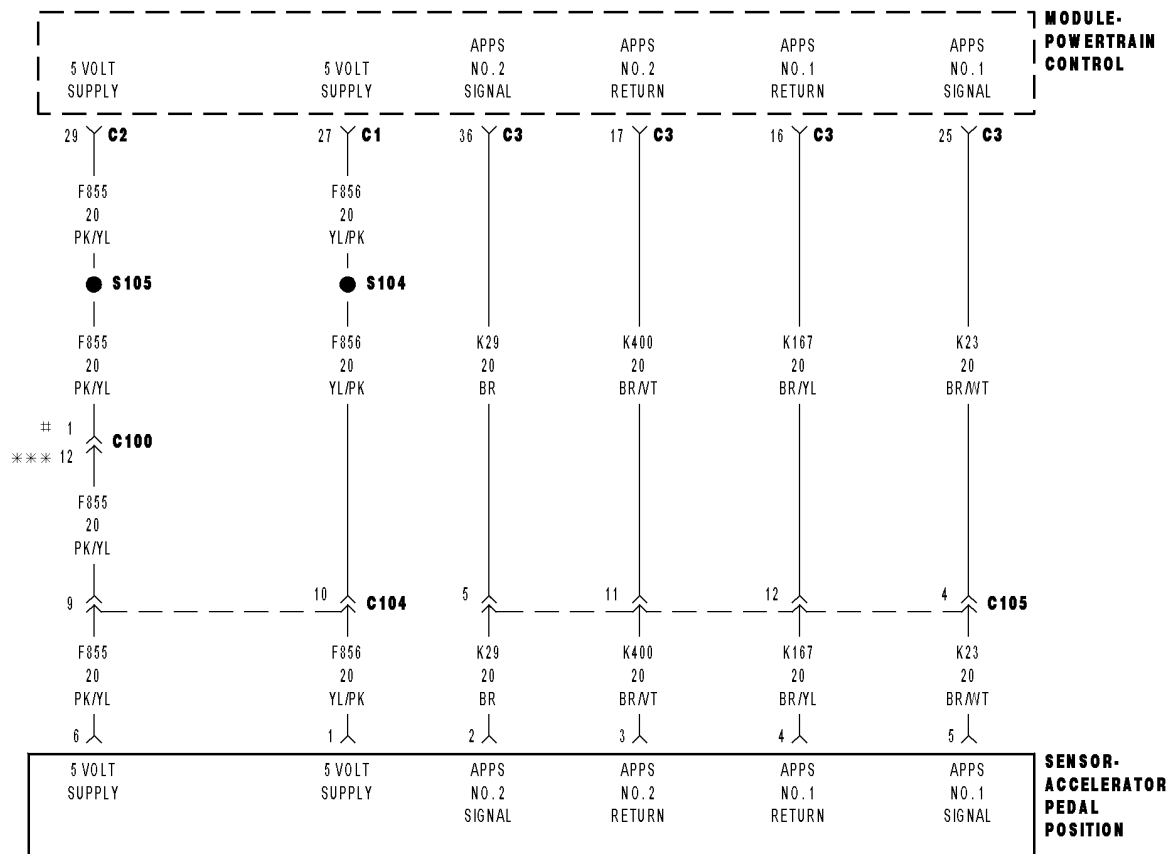 MODULE-
POWERTRAIN
CONTROL
5 VOLT
SUPPLY
5 VOLT
SUPPLY
APPS
NO.2
SIGNAL
APPS
NO.2
RETURN
APPS
NO.1
RETURN
APPS
NO.1
SIGNAL
29 C2
27 C1
36 C3
17 C3
16 C3
25 C3
F855
20
PK/YL
F856
20
YL/PK
S105
S104
F855
20
PK/YL
F856
20
YL/PK
K29
20
BR
K400
20
BR/VT
K167
20
BR/YL
K23
20
BR/WT
# 1
*** 12
C100
F855
20
PK/YL
9
10 C104
5
11
12
4 C105
F855
20
PK/YL
F856
20
YL/PK
K29
20
BR
K400
20
BR/VT
K167
20
BR/YL
K23
20
BR/WT
6
1
2
3
4
5
5 VOLT
SUPPLY
5 VOLT
SUPPLY
APPS
NO.2
SIGNAL
APPS
NO.2
RETURN
APPS
NO.1
RETURN
APPS
NO.1
SIGNAL
SENSOR-
ACCELERATOR
PEDAL
POSITION